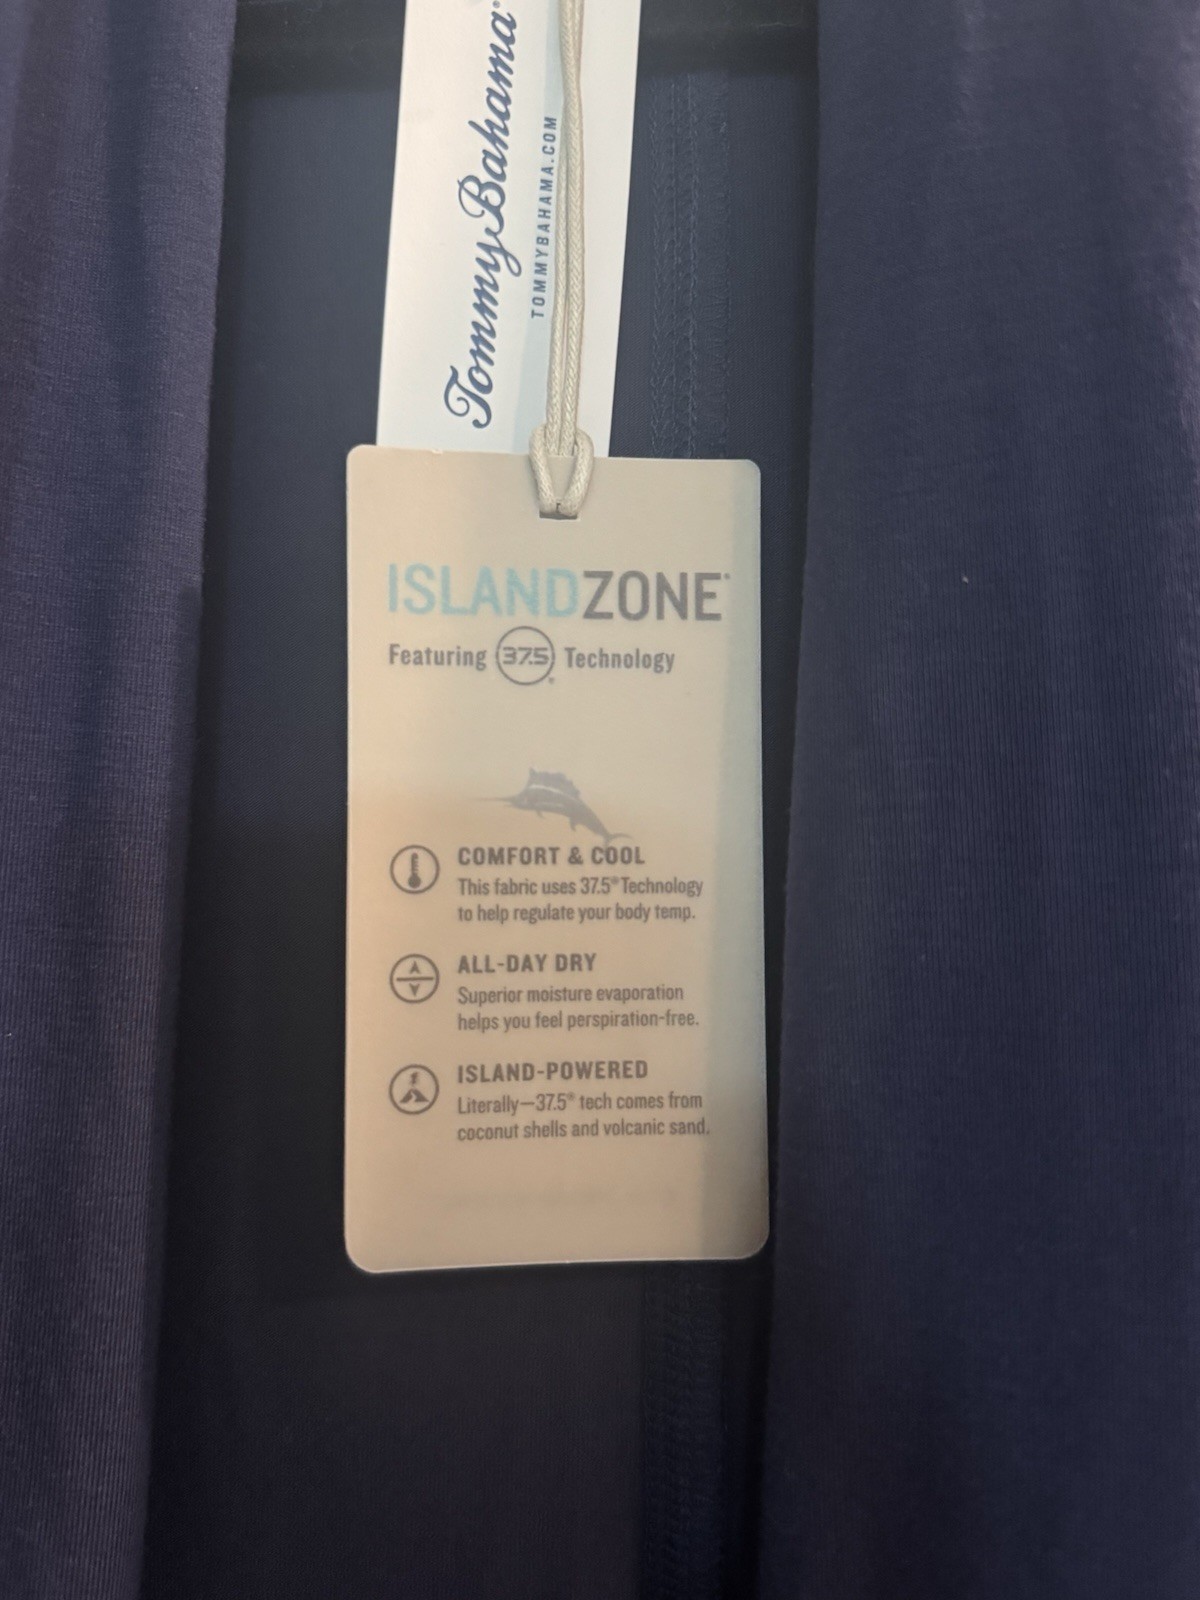 Tommy Bahama®
TOMMYBAHAMA.COM
ISLANDZONE®
Featuring 37.5® Technology
COMFORT & COOL
This fabric uses 37.5® Technology
to help regulate your body temp.
ALL-DAY DRY
Superior moisture evaporation
helps you feel perspiration-free.
ISLAND-POWERED
Literally—37.5® tech comes from
coconut shells and volcanic sand.